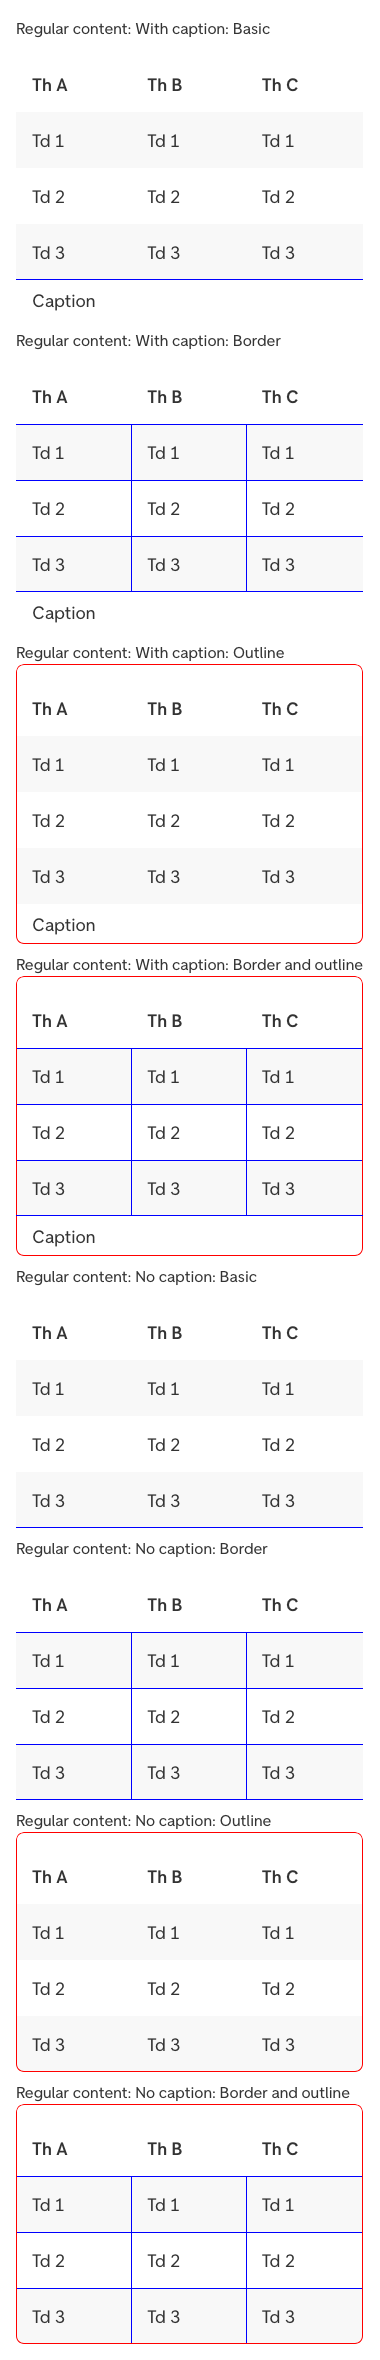 Regular content: With caption: Basic
Th A Th B Th C
Td 1 Td 1 Td 1
Td 2 Td 2 Td 2
Td 3 Td 3 Td 3
Caption
Regular content: With caption: Border
Th A Th B Th C
Td 1 Td 1 Td 1
Td 2 Td 2 Td 2
Td 3 Td 3 Td 3
Caption
Regular content: With caption: Outline
Th A Th B Th C
Td 1 Td 1 Td 1
Td 2 Td 2 Td 2
Td 3 Td 3 Td 3
Caption
Regular content: With caption: Border and outline
Th A Th B Th C
Td 1 Td 1 Td 1
Td 2 Td 2 Td 2
Td 3 Td 3 Td 3
Caption
Regular content: No caption: Basic
Th A Th B Th C
Td 1 Td 1 Td 1
Td 2 Td 2 Td 2
Td 3 Td 3 Td 3
Regular content: No caption: Border
Th A Th B Th C
Td 1 Td 1 Td 1
Td 2 Td 2 Td 2
Td 3 Td 3 Td 3
Regular content: No caption: Outline
Th A Th B Th C
Td 1 Td 1 Td 1
Td 2 Td 2 Td 2
Td 3 Td 3 Td 3
Regular content: No caption: Border and outline
Th A Th B Th C
Td 1 Td 1 Td 1
Td 2 Td 2 Td 2
Td 3 Td 3 Td 3